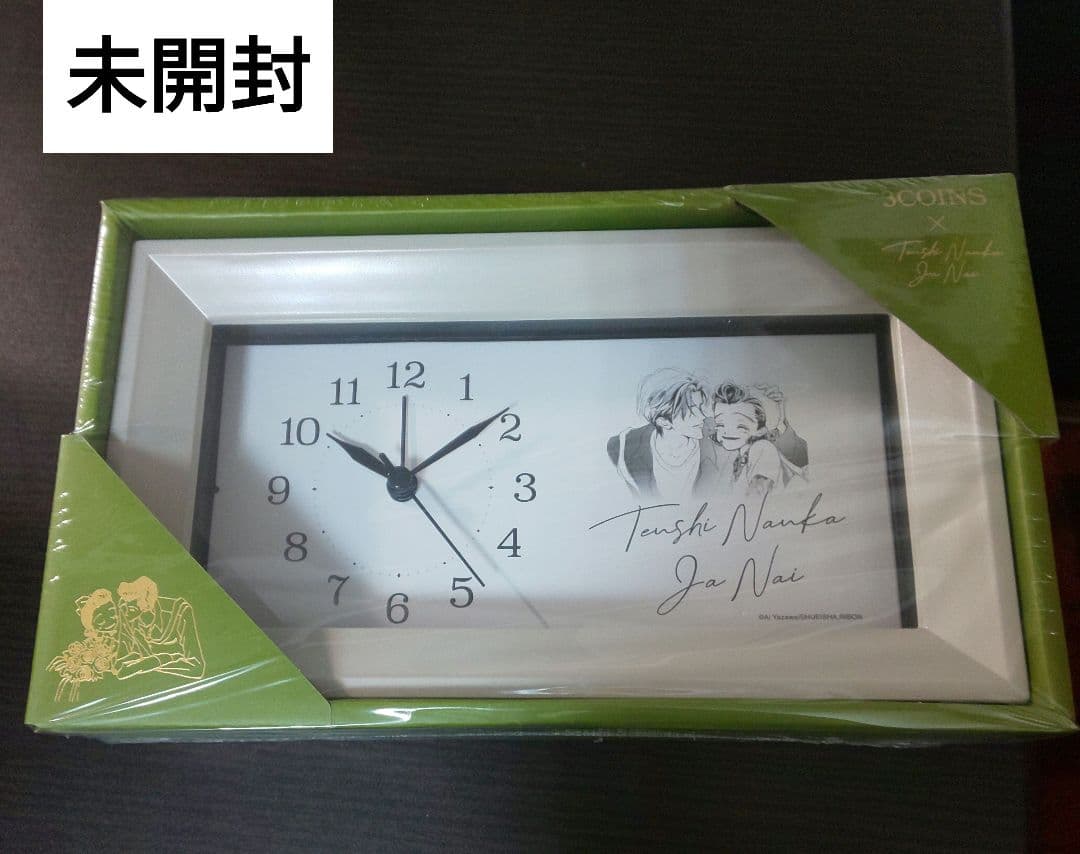 未開封
3COINS
×
Tenshi Nanka
Ja Nai
12
11
1
10
2
9
3
8
4
7
5
6
Tenshi Nanka
Ja Nai
©Ai Yazawa/SHUEISHA,RIBON